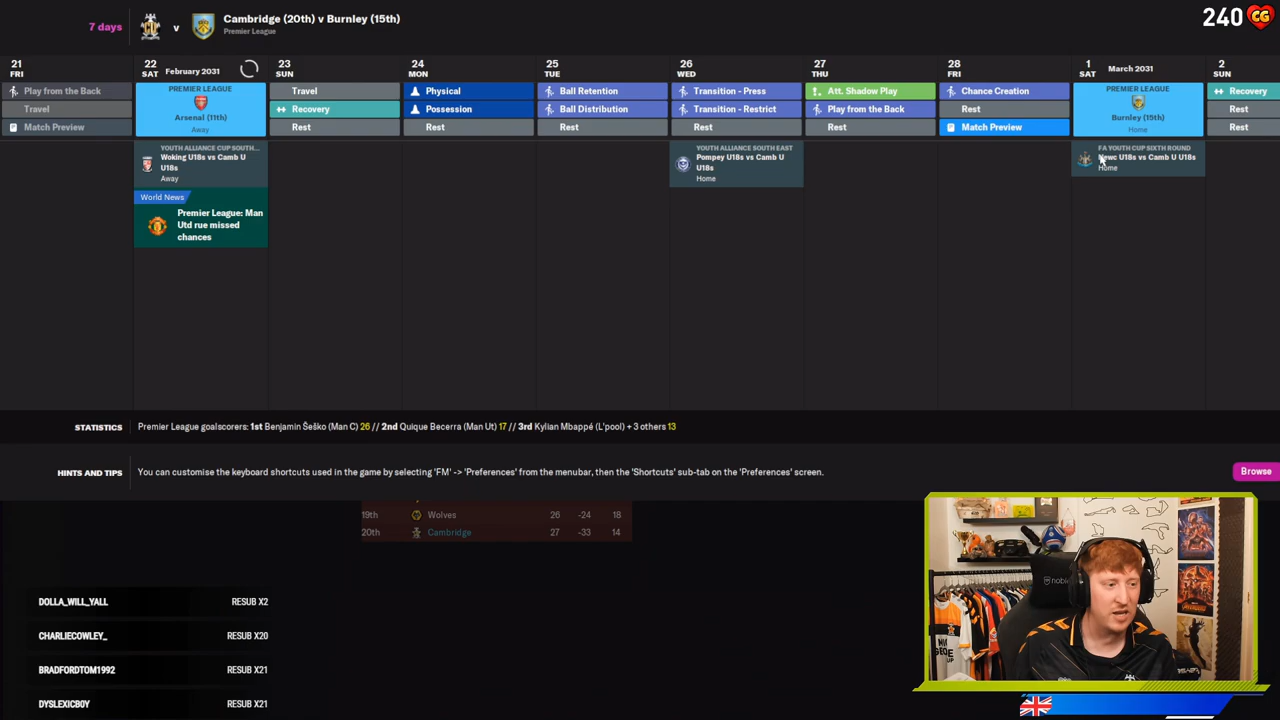 7 days
v
Cambridge (20th) v Burnley (15th)
Premier League
240
CG
21
FRI
22
SAT
February 2031
23
SUN
24
MON
25
TUE
26
WED
27
THU
28
FRI
1
SAT
March 2031
2
SUN
Play from the Back
Travel
Match Preview
PREMIER LEAGUE
Arsenal (11th)
Away
Travel
Recovery
Rest
Physical
Possession
Rest
Ball Retention
Ball Distribution
Rest
Transition - Press
Transition - Restrict
Rest
Att. Shadow Play
Play from the Back
Rest
Chance Creation
Rest
Match Preview
PREMIER LEAGUE
Burnley (15th)
Home
Recovery
Rest
Rest
YOUTH ALLIANCE CUP SOUTH...
Woking U18s vs Camb U
U18s
Away
World News
Premier League: Man
Utd rue missed
chances
YOUTH ALLIANCE SOUTH EAST
Pompey U18s vs Camb U
U18s
Home
FA YOUTH CUP SIXTH ROUND
Newc U18s vs Camb U U18s
Home
STATISTICS
Premier League goalscorers: 1st Benjamin Šeško (Man C) 26 // 2nd Quique Becerra (Man Ut) 17 // 3rd Kylian Mbappé (L'pool) + 3 others 13
HINTS AND TIPS
You can customise the keyboard shortcuts used in the game by selecting 'FM' -> 'Preferences' from the menubar, then the 'Shortcuts' sub-tab on the 'Preferences' screen.
Browse
19th Wolves 26 -24 18
20th Cambridge 27 -33 14
DOLLA_WILL_YALL RESUB X2
CHARLIECOWLEY_ RESUB X20
BRADFORDTOM1992 RESUB X21
DYSLEXICB0Y RESUB X21